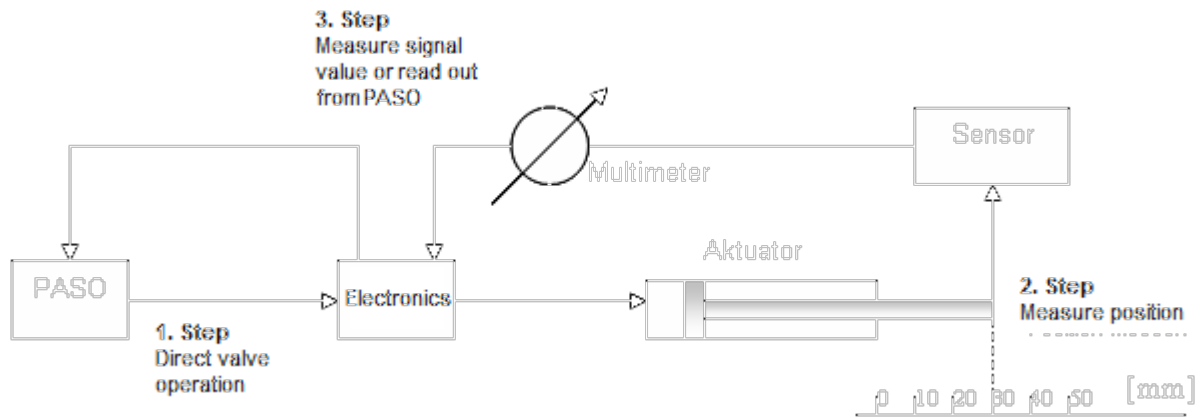 3. Step
Measure signal
value or read out
from PASO
Sensor
Multimeter
Aktuator
PASO
Electronics
1. Step
Direct valve
operation
2. Step
Measure position
0 10 20 30 40 50 [mm]